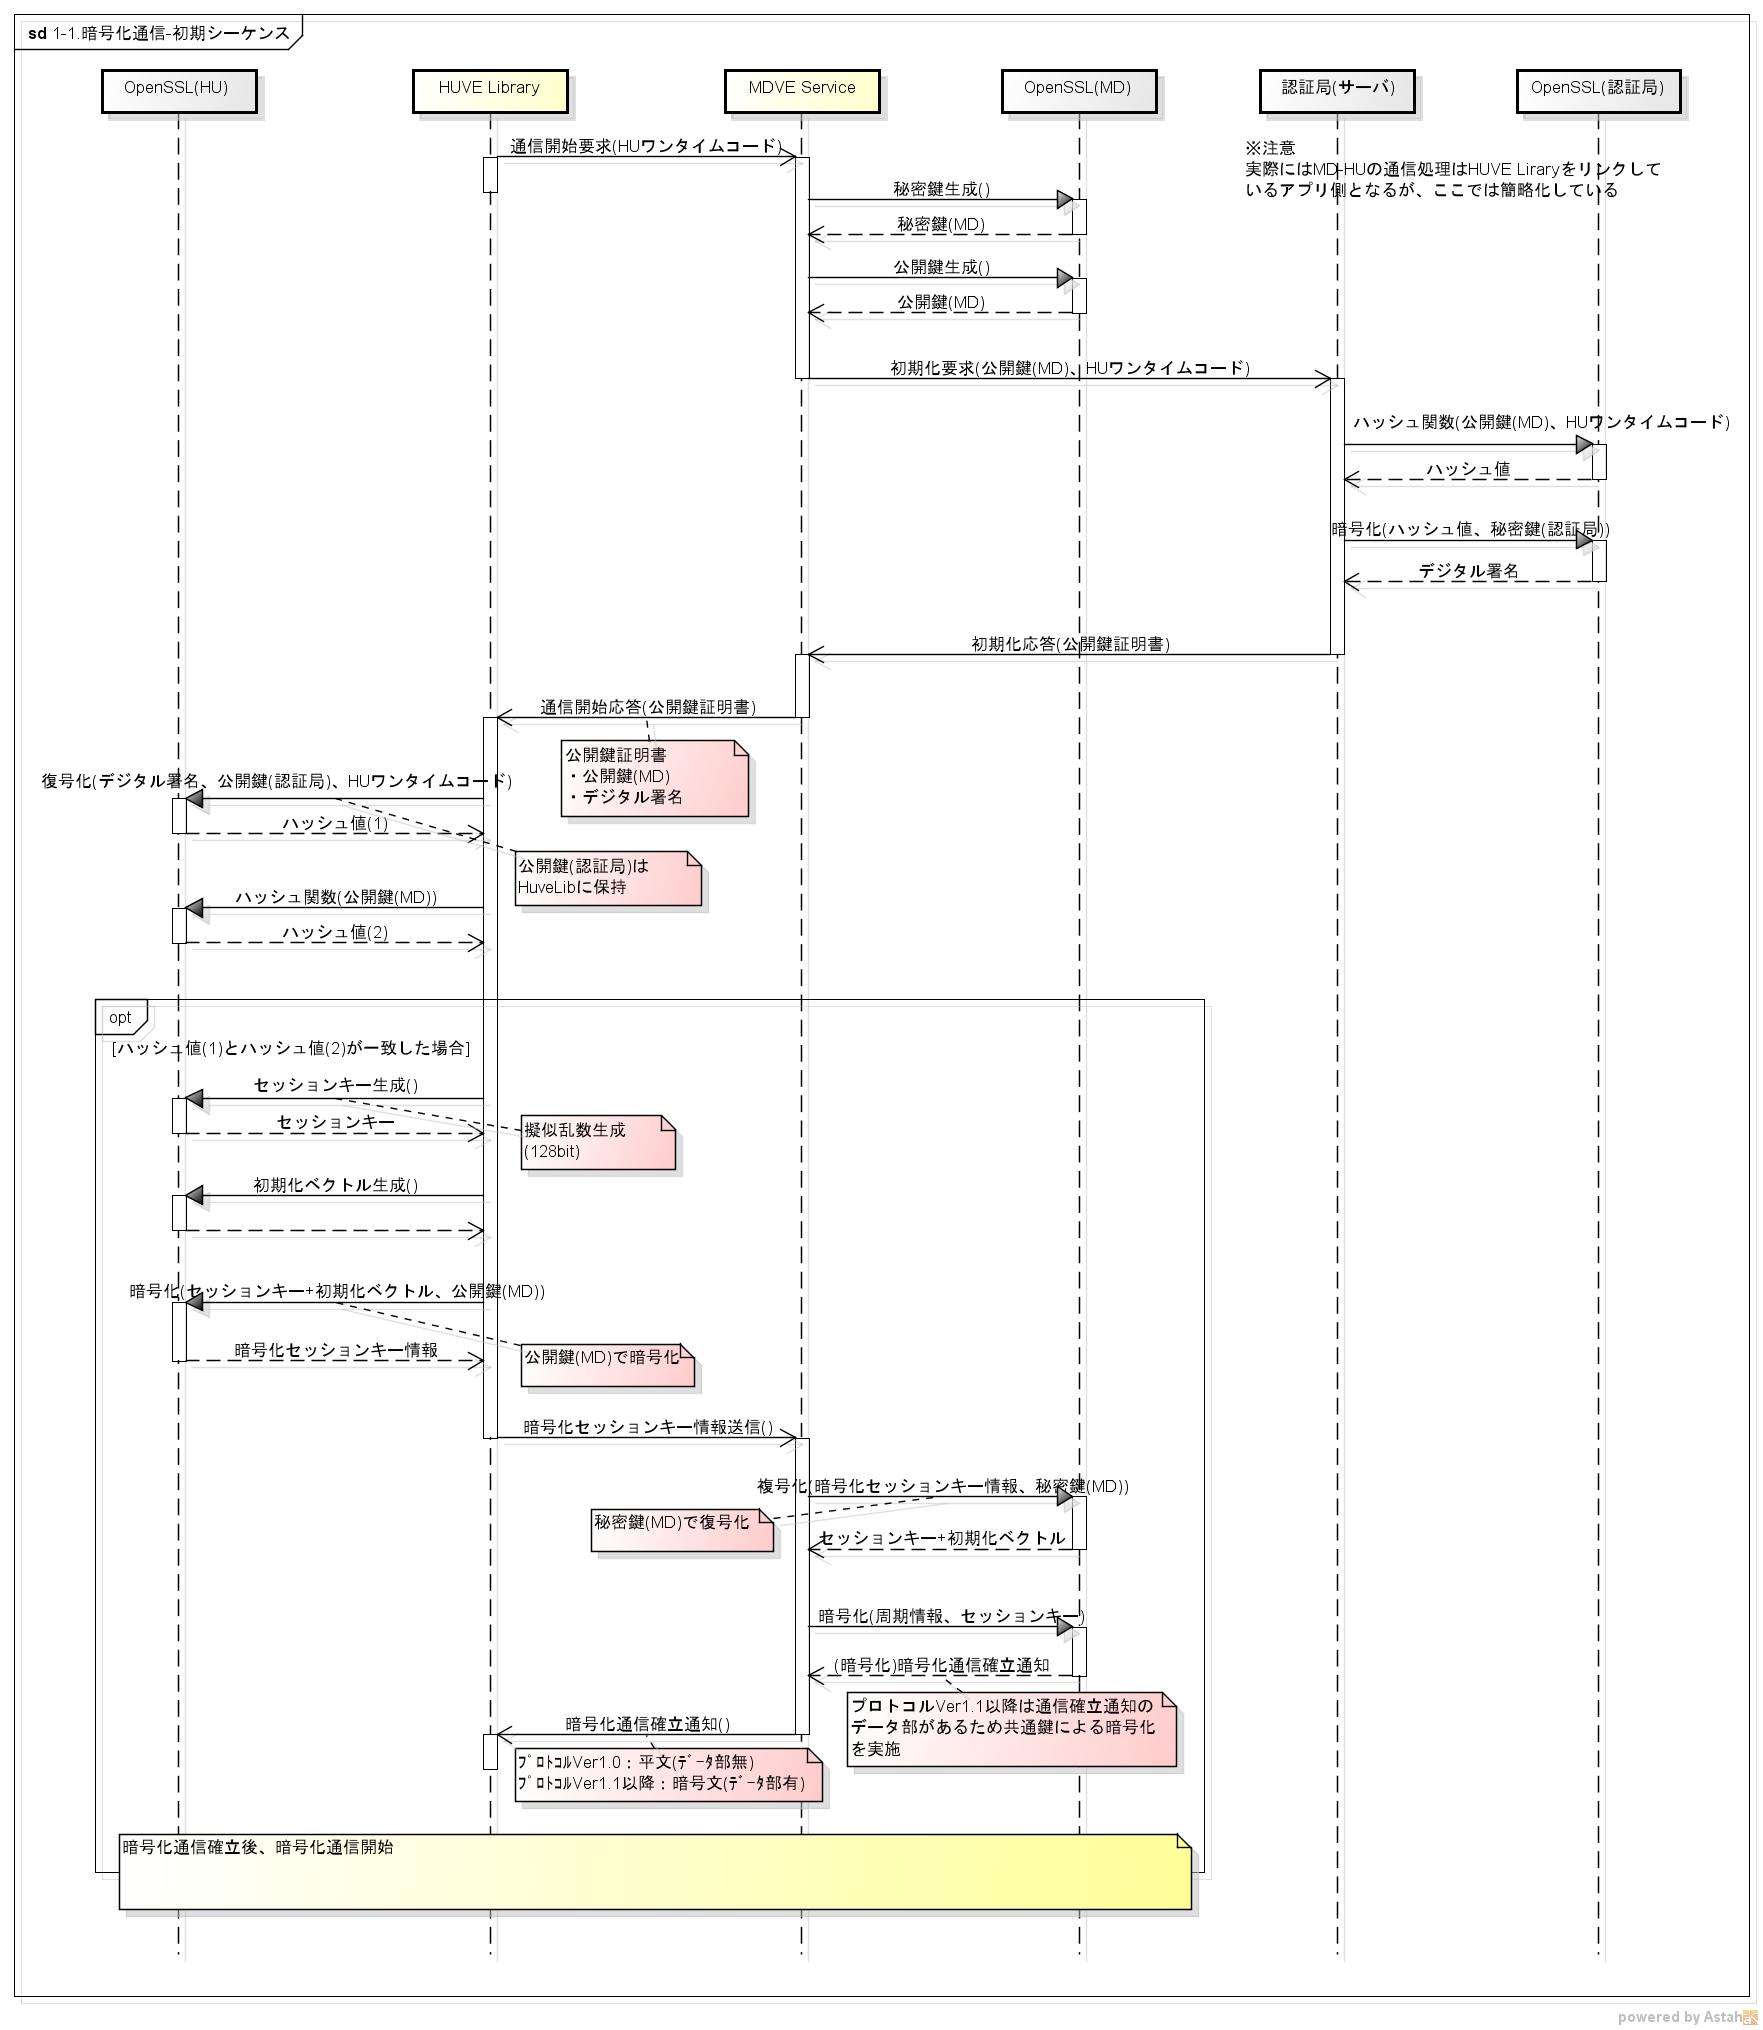 sd 1-1.暗号化通信-初期シーケンス
OpenSSL(HU)
HUVE Library
MDVE Service
OpenSSL(MD)
認証局(サーバ)
OpenSSL(認証局)
通信開始要求(HUワンタイムコード)
※注意
実際にはMD-HUの通信処理はHUVE Liraryをリンクして
いるアプリ側となるが、ここでは簡略化している
秘密鍵生成()
秘密鍵(MD)
公開鍵生成()
公開鍵(MD)
初期化要求(公開鍵(MD)、HUワンタイムコード)
ハッシュ関数(公開鍵(MD)、HUワンタイムコード)
ハッシュ値
暗号化(ハッシュ値、秘密鍵(認証局))
デジタル署名
初期化応答(公開鍵証明書)
通信開始応答(公開鍵証明書)
公開鍵証明書
・公開鍵(MD)
・デジタル署名
復号化(デジタル署名、公開鍵(認証局)、HUワンタイムコード)
ハッシュ値(1)
公開鍵(認証局)は
HuveLibに保持
ハッシュ関数(公開鍵(MD))
ハッシュ値(2)
opt
[ハッシュ値(1)とハッシュ値(2)が一致した場合]
セッションキー生成()
セッションキー
擬似乱数生成
(128bit)
初期化ベクトル生成()
暗号化(セッションキー+初期化ベクトル、公開鍵(MD))
暗号化セッションキー情報
公開鍵(MD)で暗号化
暗号化セッションキー情報送信()
複号化(暗号化セッションキー情報、秘密鍵(MD))
秘密鍵(MD)で復号化
セッションキー+初期化ベクトル
暗号化(周期情報、セッションキー)
(暗号化)暗号化通信確立通知
プロトコルVer1.1以降は通信確立通知の
データ部があるため共通鍵による暗号化
を実施
暗号化通信確立通知()
ﾌﾟﾛﾄｺﾙVer1.0：平文(ﾃﾞｰﾀ部無)
ﾌﾟﾛﾄｺﾙVer1.1以降：暗号文(ﾃﾞｰﾀ部有)
暗号化通信確立後、暗号化通信開始
powered by Astah